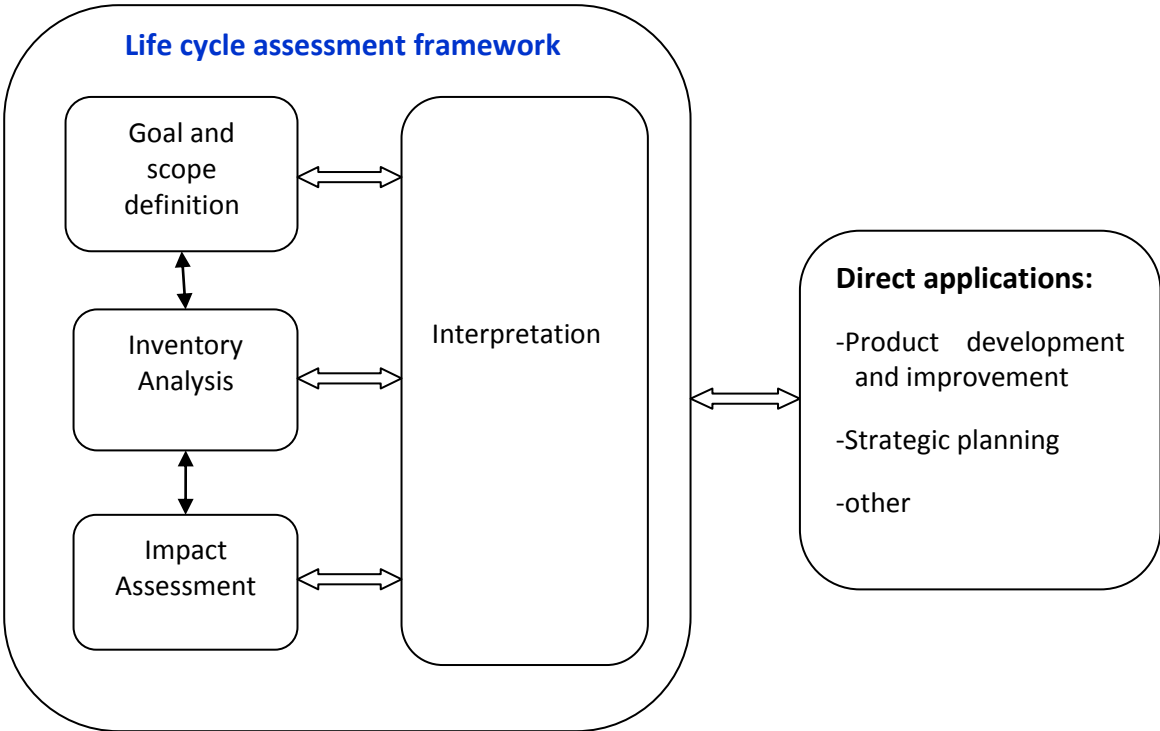 Life cycle assessment framework
Goal and
scope
definition
Inventory
Analysis
Impact
Assessment
Interpretation
Direct applications:
-Product development
and improvement
-Strategic planning
-other